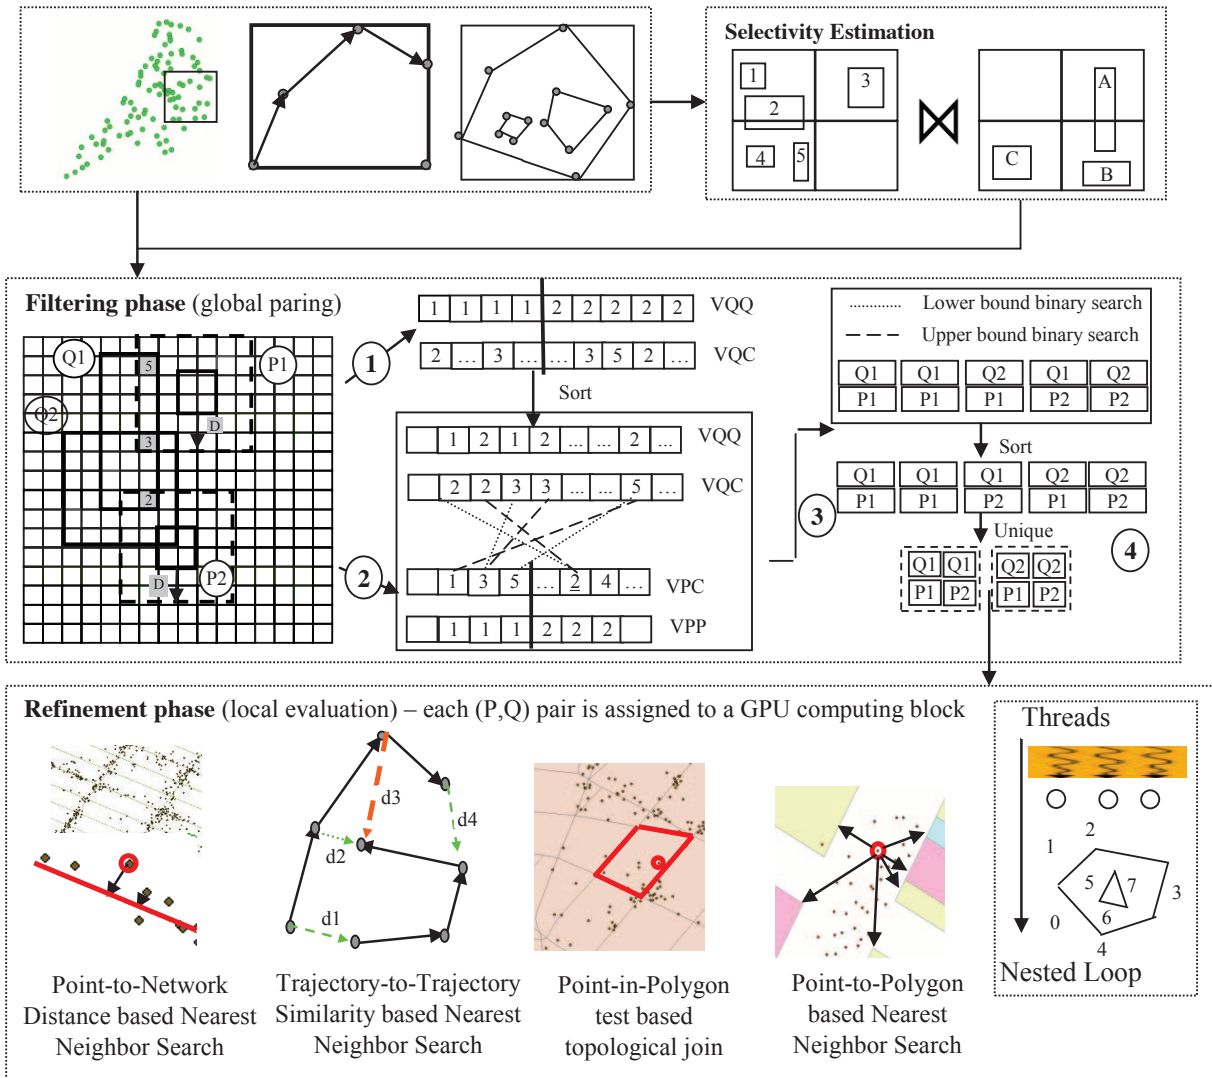 Selectivity Estimation
1
2
3
4
5
A
C
B
Filtering phase (global paring)
Q1
P1
Q2
5
D
3
2
D
P2
1
1 1 1 1 2 2 2 2 2 VQQ
2 ... 3 ... ... 3 5 2 ... VQC
Sort
1 2 1 2 ... ... 2 ... VQQ
2 2 3 3 ... ... 5 ... VQC
2
1 3 5 ... 2 4 ... VPC
1 1 1 2 2 2 VPP
3
Lower bound binary search
Upper bound binary search
Q1 Q1 Q2 Q1 Q2
P1 P1 P1 P2 P2
Sort
Q1 Q1 Q1 Q2 Q2
P1 P1 P2 P1 P2
Unique
4
Q1 Q1 Q2 Q2
P1 P2 P1 P2
Refinement phase (local evaluation) – each (P,Q) pair is assigned to a GPU computing block
d1
d2
d3
d4
Point-to-Network
Distance based Nearest
Neighbor Search
Trajectory-to-Trajectory
Similarity based Nearest
Neighbor Search
Point-in-Polygon
test based
topological join
Point-to-Polygon
based Nearest
Neighbor Search
Threads
2
1
5
7
3
6
0
4
Nested Loop